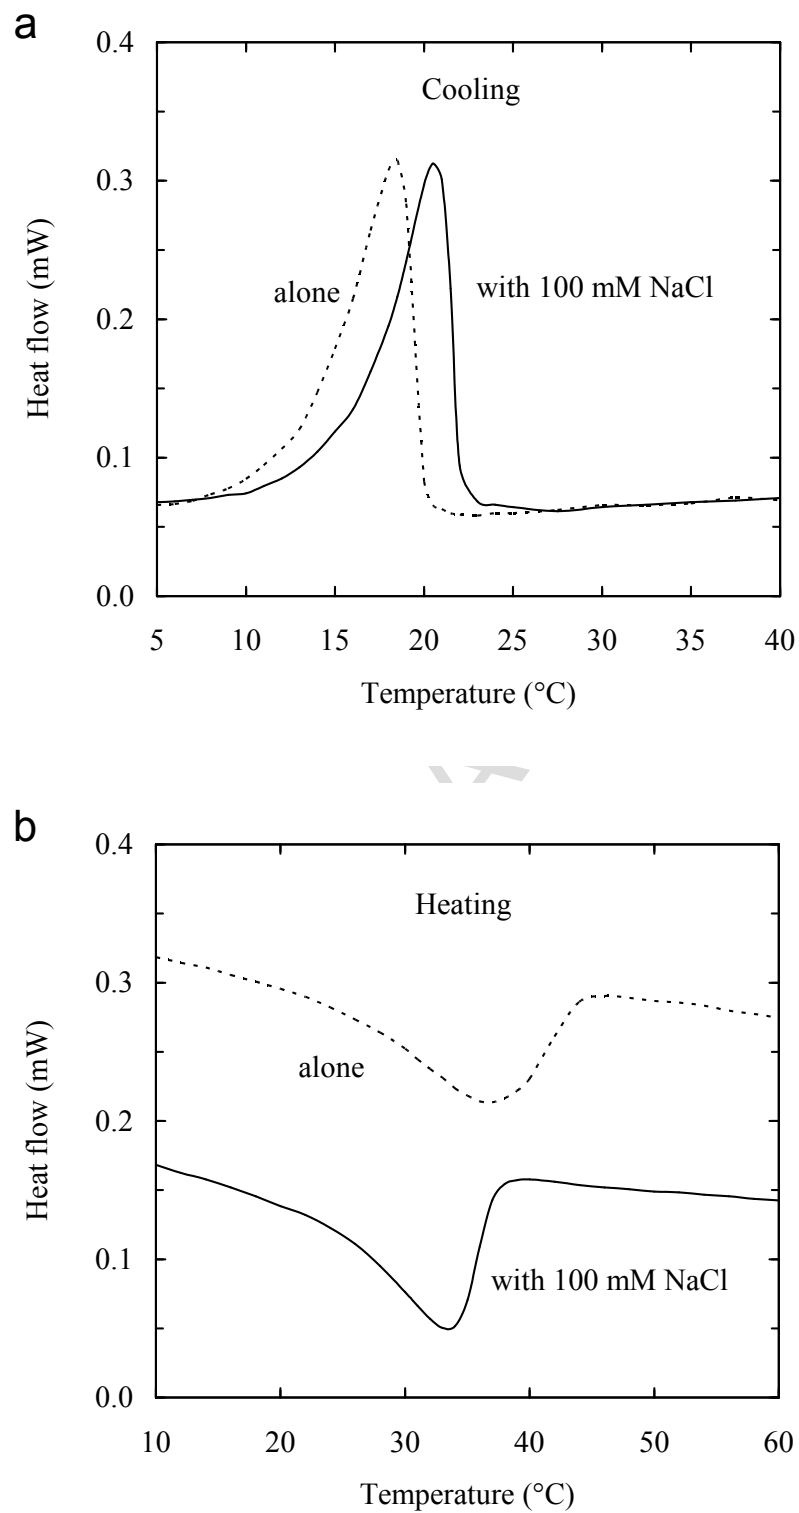 a
0.4
Cooling
0.3
alone
with 100 mM NaCl
0.2
Heat flow (mW)
0.1
0.0
5 10 15 20 25 30 35 40
Temperature (°C)
b
0.4
Heating
0.3
alone
0.2
Heat flow (mW)
0.1
with 100 mM NaCl
0.0
10 20 30 40 50 60
Temperature (°C)